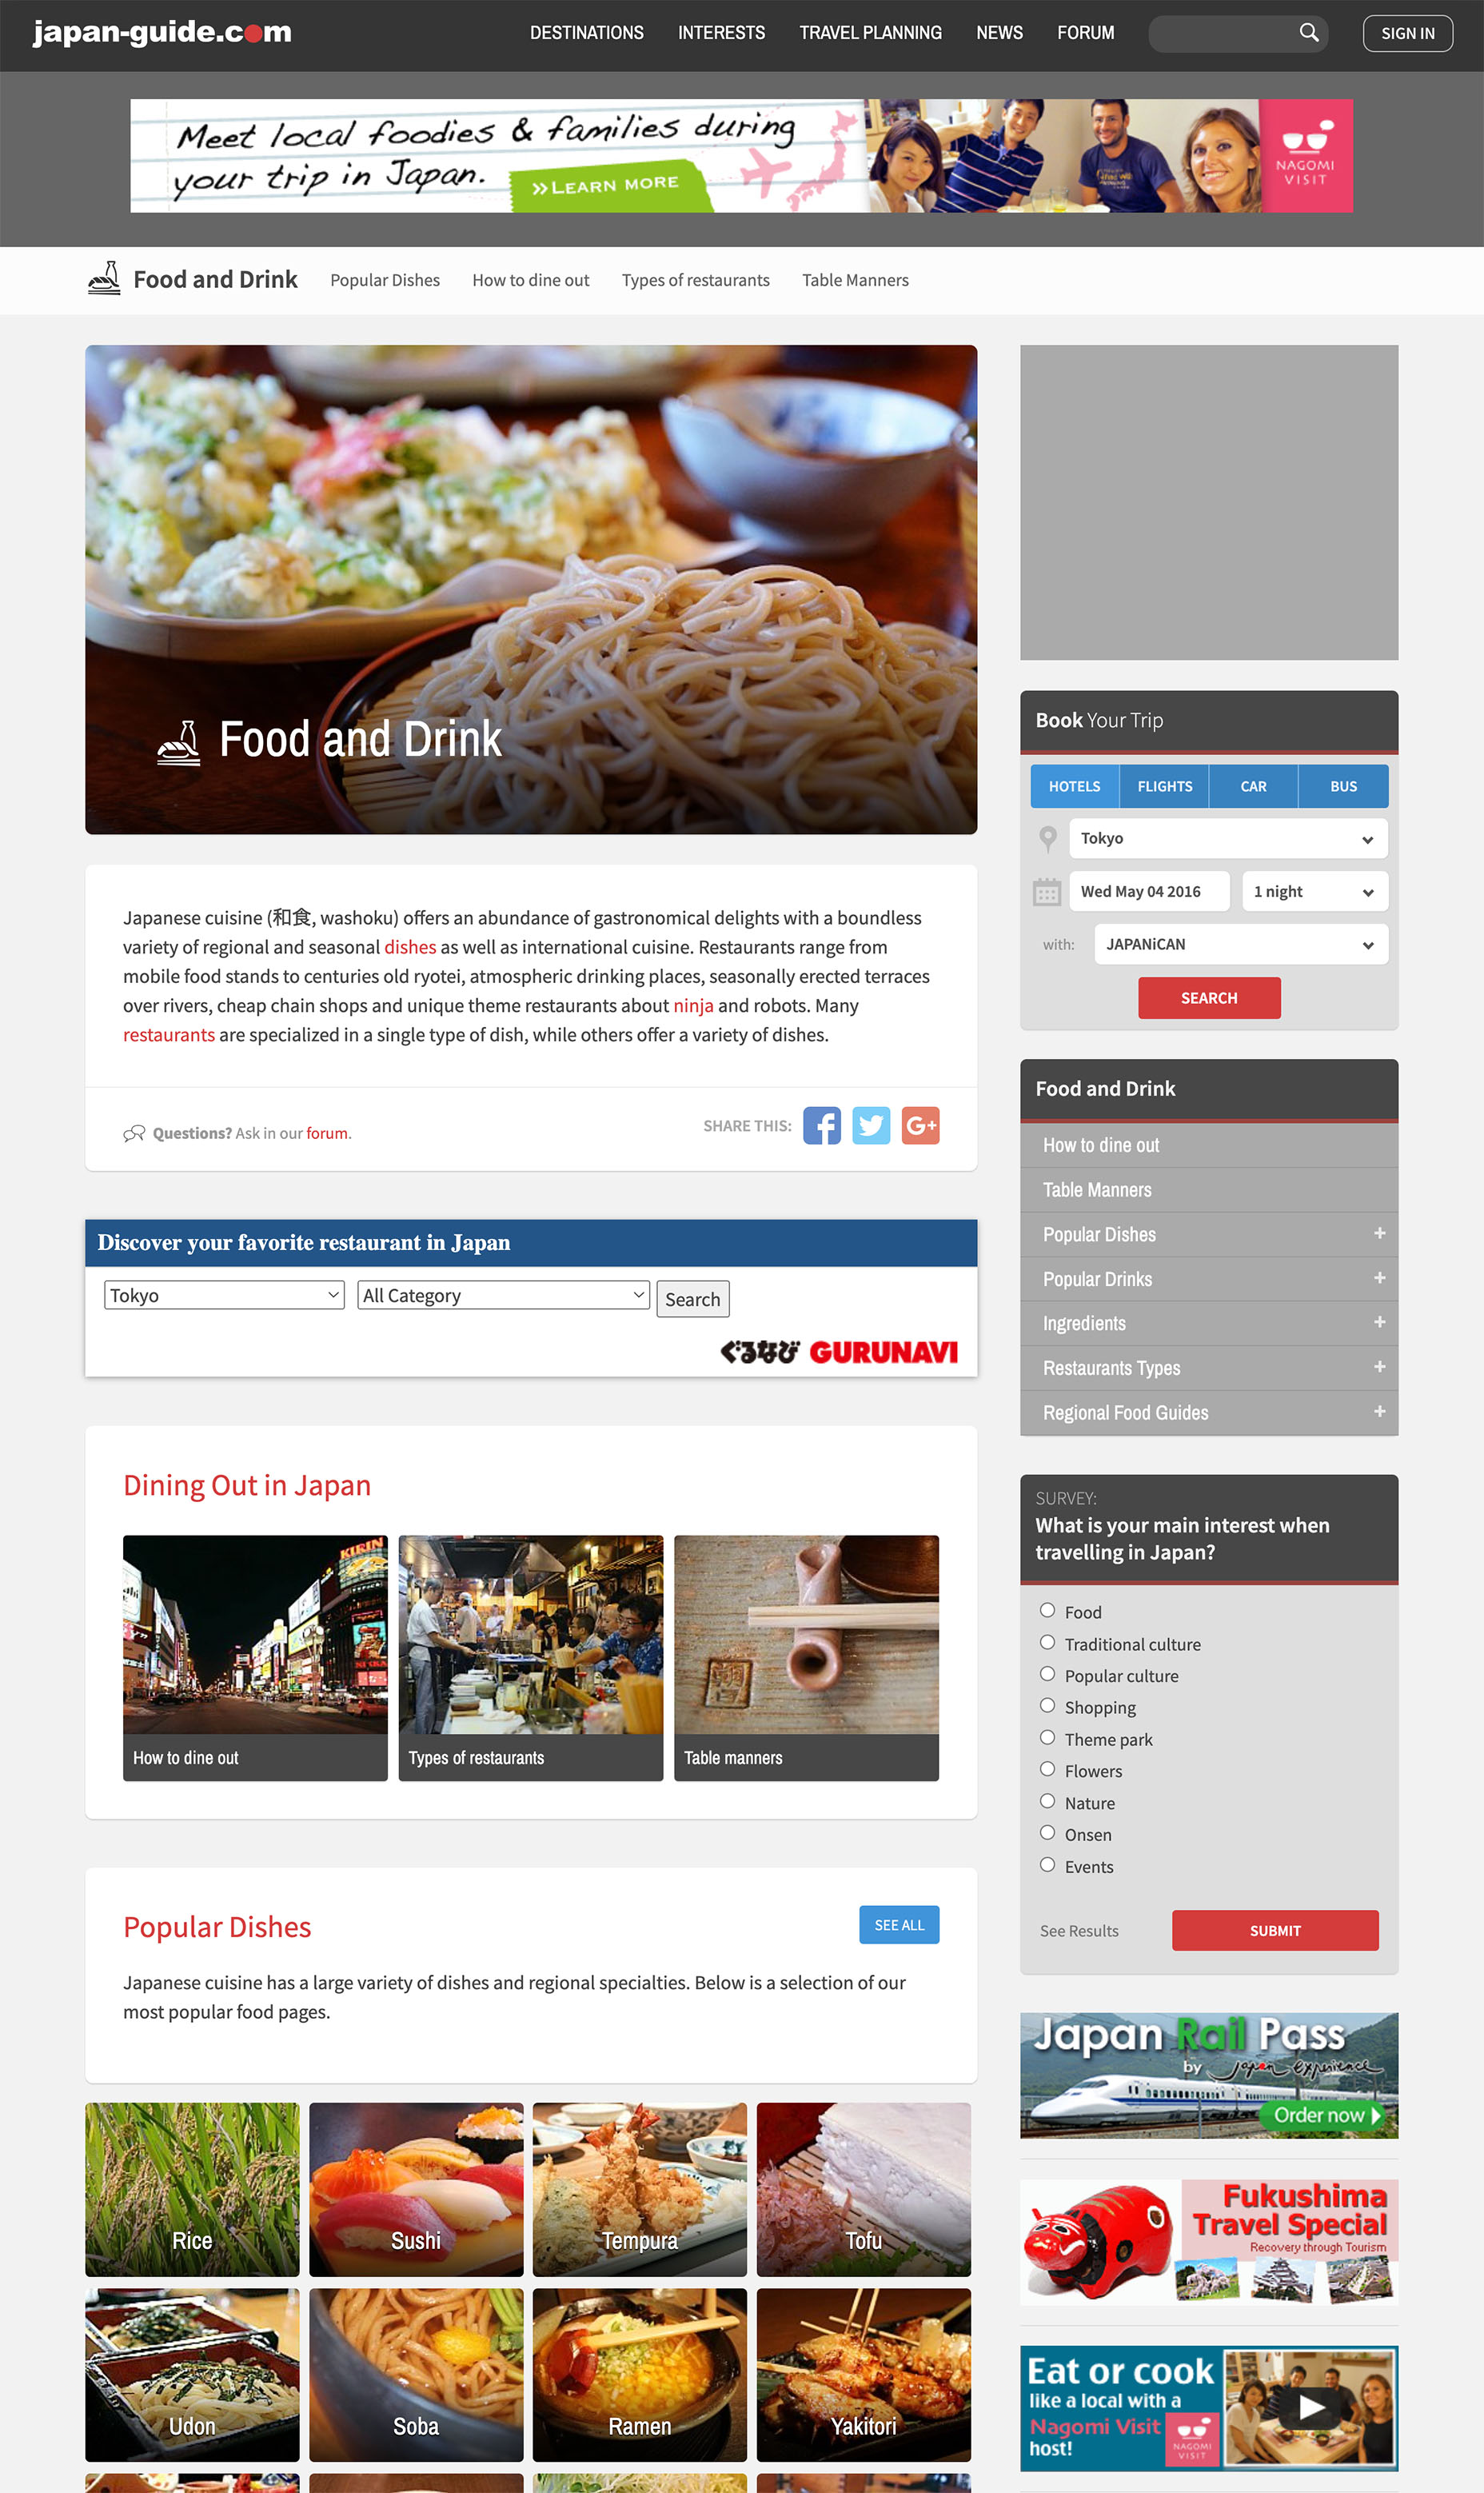 japan-guide.com
DESTINATIONS
INTERESTS
TRAVEL PLANNING
NEWS
FORUM
SIGN IN
Meet local foodies & families during
your trip in Japan.
»LEARN MORE
NAGOMI
VISIT
Food and Drink
Popular Dishes
How to dine out
Types of restaurants
Table Manners
Food and Drink
Japanese cuisine (和食, washoku) offers an abundance of gastronomical delights with a boundless
variety of regional and seasonal dishes as well as international cuisine. Restaurants range from
mobile food stands to centuries old ryotei, atmospheric drinking places, seasonally erected terraces
over rivers, cheap chain shops and unique theme restaurants about ninja and robots. Many
restaurants are specialized in a single type of dish, while others offer a variety of dishes.
Questions? Ask in our forum.
SHARE THIS:
G+
Discover your favorite restaurant in Japan
Tokyo
All Category
Search
ぐるなび GURUNAVI
Dining Out in Japan
KIRIN
How to dine out
Types of restaurants
Table manners
Popular Dishes
SEE ALL
Japanese cuisine has a large variety of dishes and regional specialties. Below is a selection of our
most popular food pages.
Rice
Sushi
Tempura
Tofu
Udon
Soba
Ramen
Yakitori
Book Your Trip
HOTELS
FLIGHTS
CAR
BUS
Tokyo
Wed May 04 2016
1 night
with:
JAPANiCAN
SEARCH
Food and Drink
How to dine out
Table Manners
Popular Dishes +
Popular Drinks +
Ingredients +
Restaurants Types +
Regional Food Guides +
SURVEY:
What is your main interest when
travelling in Japan?
Food
Traditional culture
Popular culture
Shopping
Theme park
Flowers
Nature
Onsen
Events
See Results
SUBMIT
Japan Rail Pass
by japan experience
Order now
Fukushima
Travel Special
Recovery through Tourism
Eat or cook
like a local with a
Nagomi Visit
host!
NAGOMI
VISIT